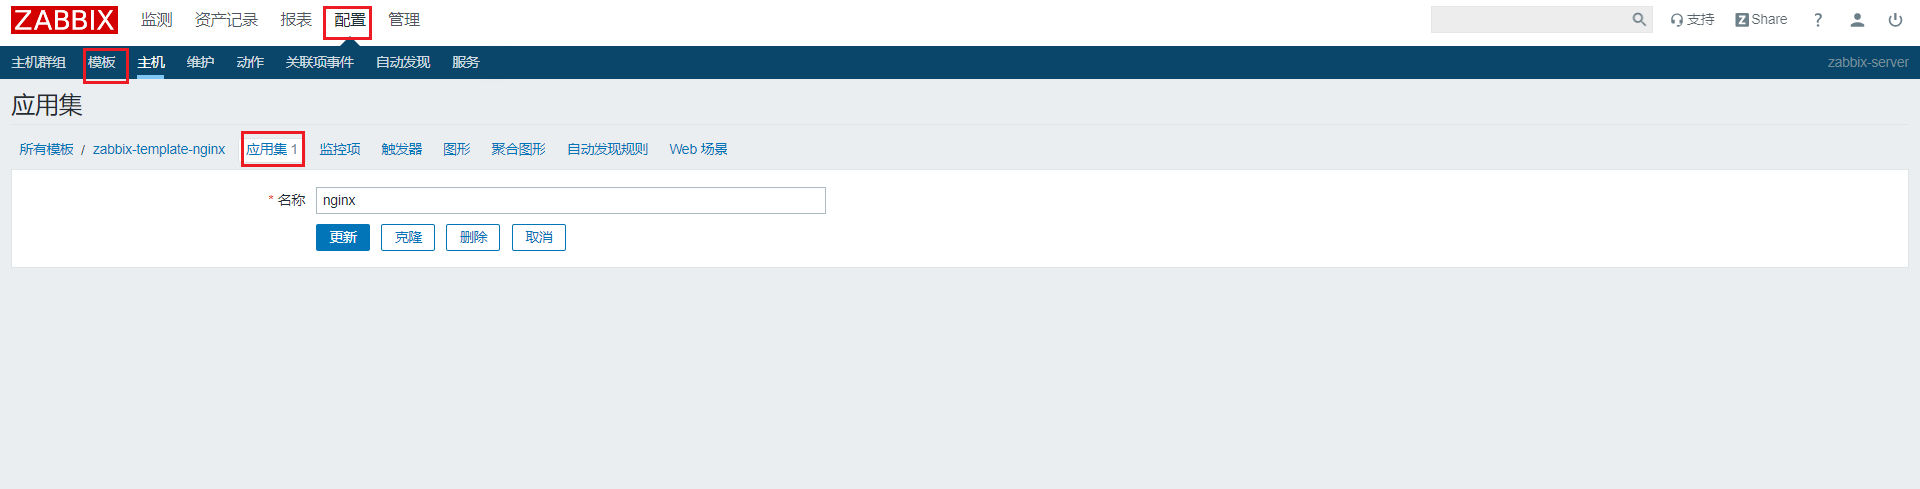 ZABBIX 监测 资产记录 报表 配置 管理 支持 Z Share ?
主机群组 模板 主机 维护 动作 关联项事件 自动发现 服务 zabbix-server
应用集
所有模板 / zabbix-template-nginx 应用集 1 监控项 触发器 图形 聚合图形 自动发现规则 Web 场景
* 名称 nginx
更新 克隆 删除 取消